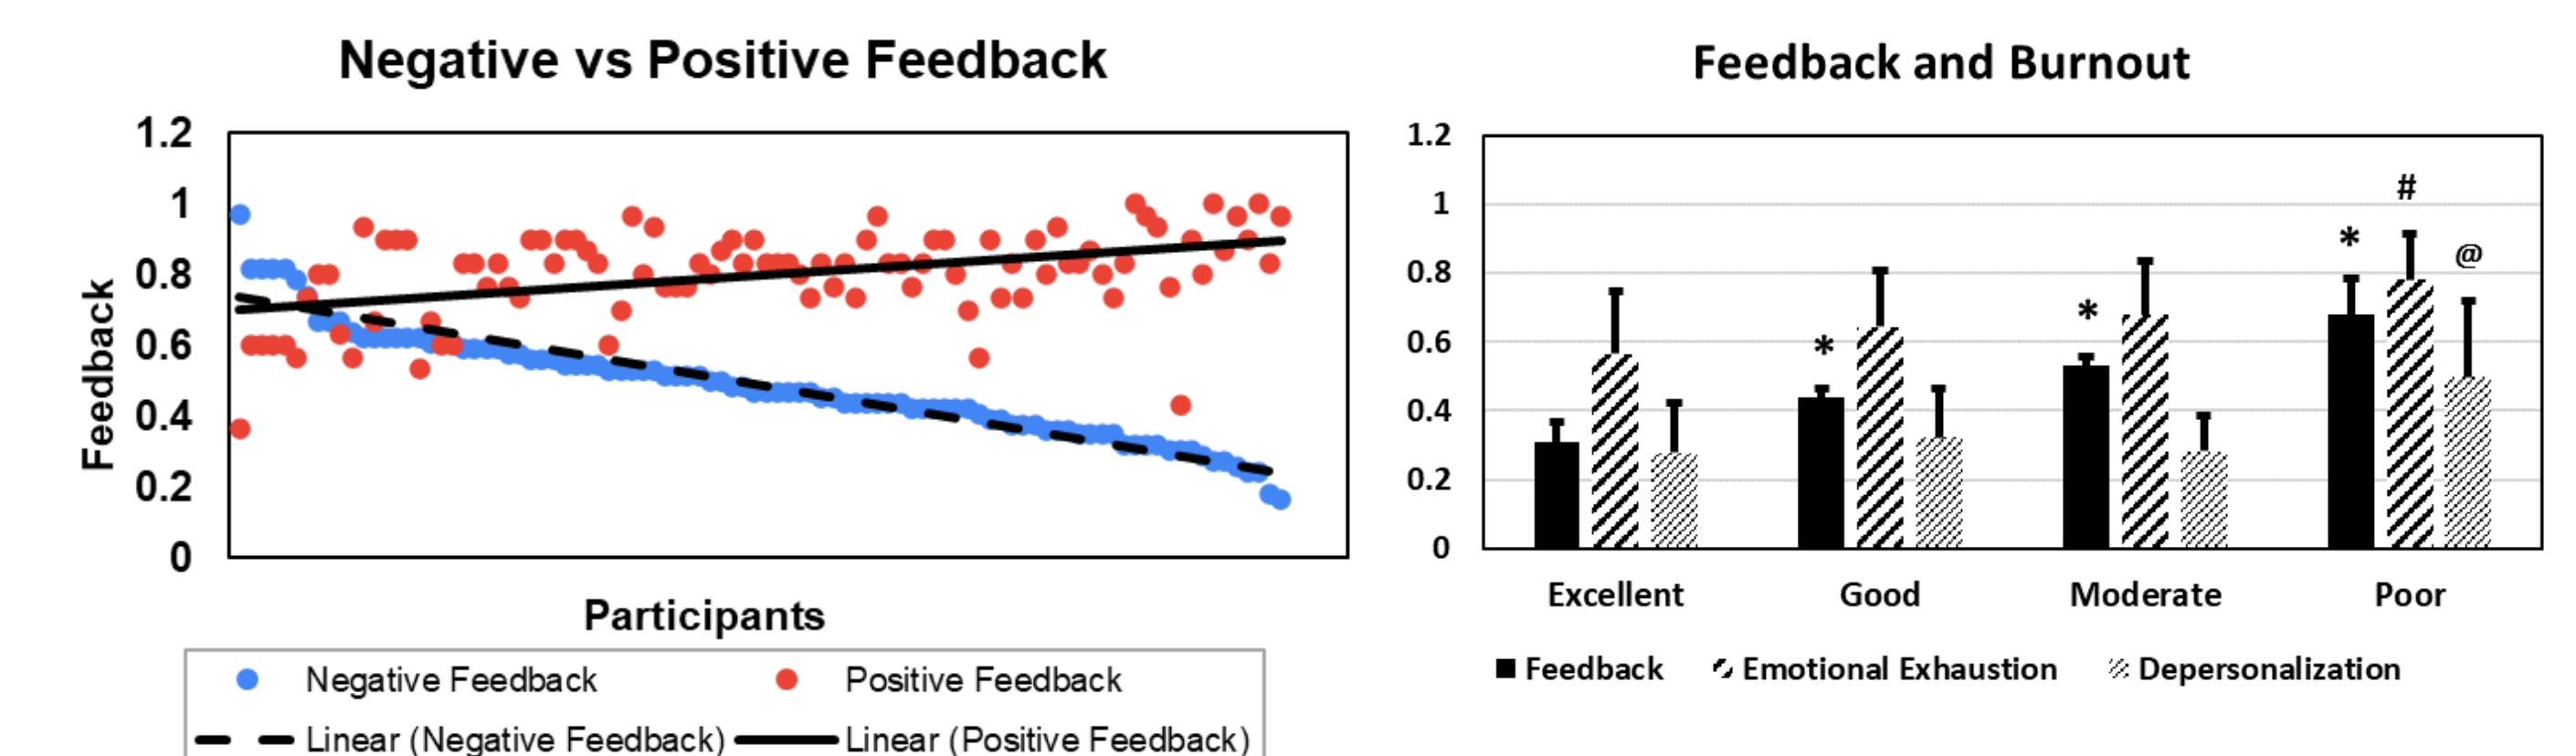 Negative vs Positive Feedback
1.2
1
0.8
0.6
0.4
0.2
0
Feedback
Participants
Negative Feedback
Positive Feedback
Linear (Negative Feedback)
Linear (Positive Feedback)
Feedback and Burnout
1.2
1
0.8
0.6
0.4
0.2
0
*
*
*
#
@
Excellent
Good
Moderate
Poor
Feedback
Emotional Exhaustion
Depersonalization